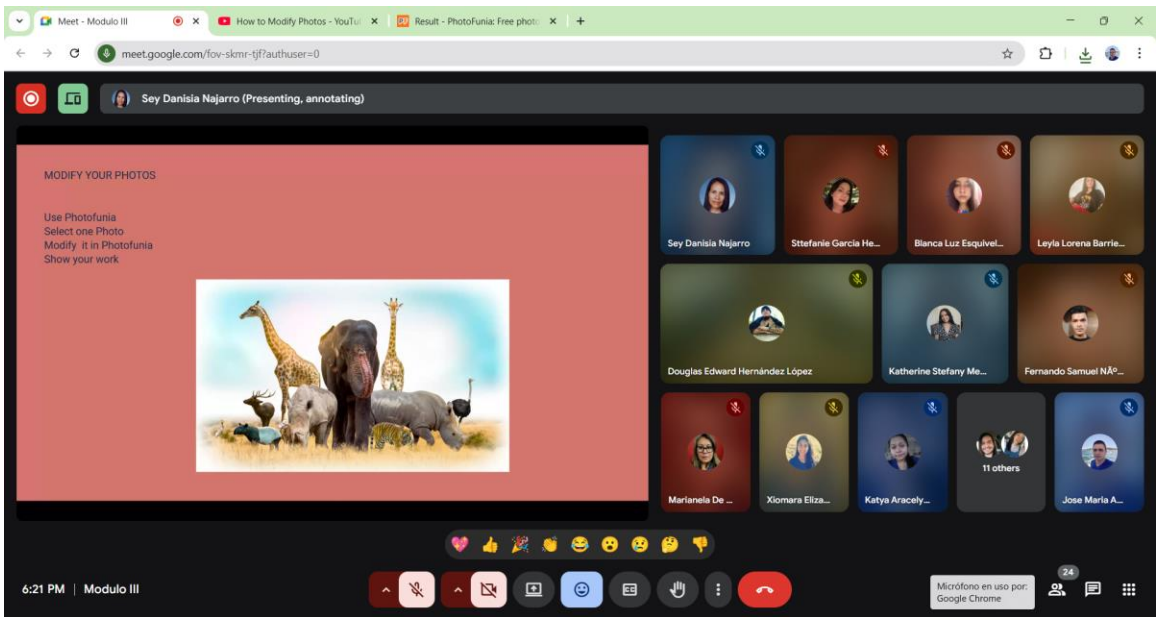 Meet - Modulo III
How to Modify Photos - YouTu
Result - PhotoFunia: Free photo
meet.google.com/fov-skmr-tjf?authuser=0
Sey Danisia Najarro (Presenting, annotating)
MODIFY YOUR PHOTOS
Use Photofunia
Select one Photo
Modify it in Photofunia
Show your work
Sey Danisia Najarro
Sttefanie Garcia He...
Blanca Luz Esquivel...
Leyla Lorena Barrie...
Douglas Edward Hernández López
Katherine Stefany Me...
Fernando Samuel NÃº...
Marianela De ...
Xiomara Eliza...
Katya Aracely...
11 others
Jose Maria A...
6:21 PM | Modulo III
Micrófono en uso por:
Google Chrome
24